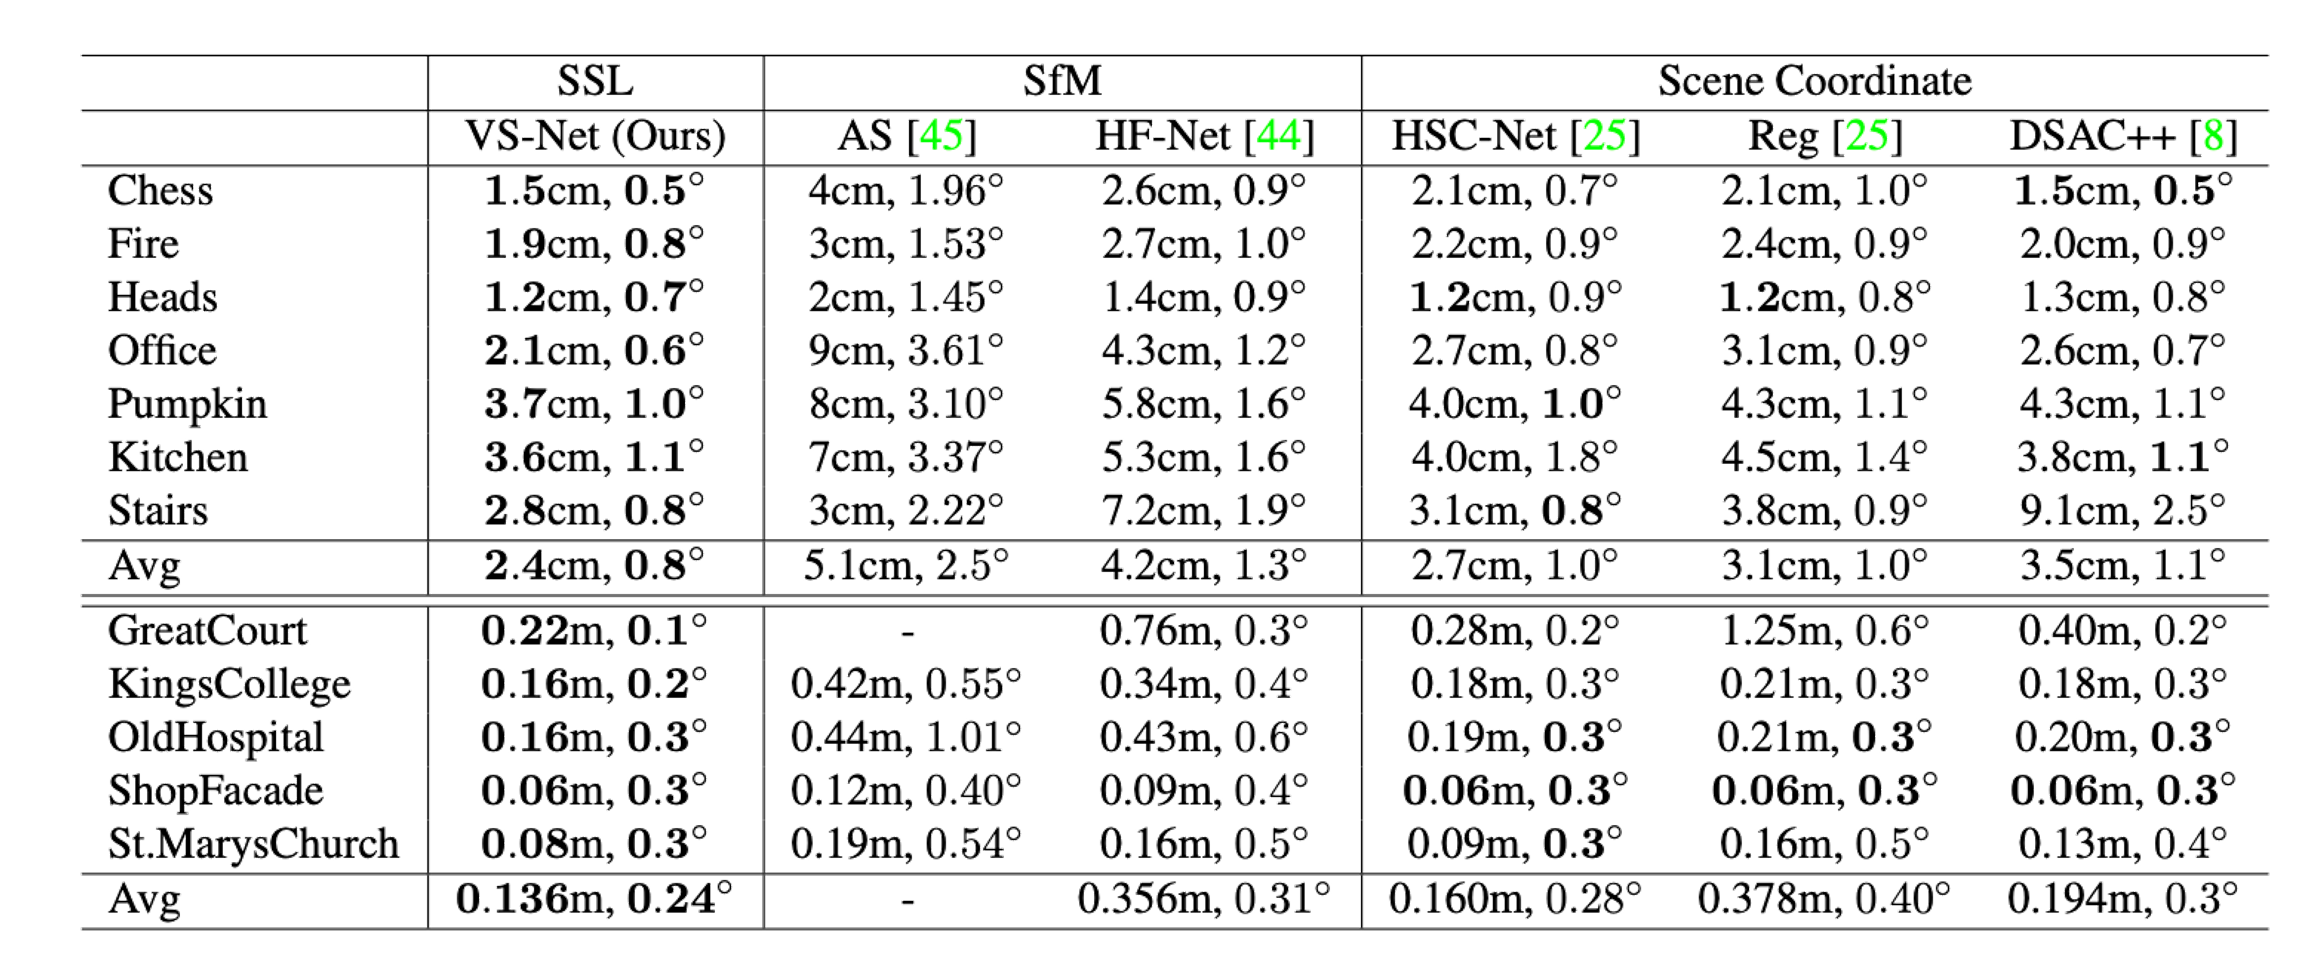 SSL SfM Scene Coordinate
VS-Net (Ours) AS [45] HF-Net [44] HSC-Net [25] Reg [25] DSAC++ [8]
Chess 1.5cm, 0.5° 4cm, 1.96° 2.6cm, 0.9° 2.1cm, 0.7° 2.1cm, 1.0° 1.5cm, 0.5°
Fire 1.9cm, 0.8° 3cm, 1.53° 2.7cm, 1.0° 2.2cm, 0.9° 2.4cm, 0.9° 2.0cm, 0.9°
Heads 1.2cm, 0.7° 2cm, 1.45° 1.4cm, 0.9° 1.2cm, 0.9° 1.2cm, 0.8° 1.3cm, 0.8°
Office 2.1cm, 0.6° 9cm, 3.61° 4.3cm, 1.2° 2.7cm, 0.8° 3.1cm, 0.9° 2.6cm, 0.7°
Pumpkin 3.7cm, 1.0° 8cm, 3.10° 5.8cm, 1.6° 4.0cm, 1.0° 4.3cm, 1.1° 4.3cm, 1.1°
Kitchen 3.6cm, 1.1° 7cm, 3.37° 5.3cm, 1.6° 4.0cm, 1.8° 4.5cm, 1.4° 3.8cm, 1.1°
Stairs 2.8cm, 0.8° 3cm, 2.22° 7.2cm, 1.9° 3.1cm, 0.8° 3.8cm, 0.9° 9.1cm, 2.5°
Avg 2.4cm, 0.8° 5.1cm, 2.5° 4.2cm, 1.3° 2.7cm, 1.0° 3.1cm, 1.0° 3.5cm, 1.1°
GreatCourt 0.22m, 0.1° - 0.76m, 0.3° 0.28m, 0.2° 1.25m, 0.6° 0.40m, 0.2°
KingsCollege 0.16m, 0.2° 0.42m, 0.55° 0.34m, 0.4° 0.18m, 0.3° 0.21m, 0.3° 0.18m, 0.3°
OldHospital 0.16m, 0.3° 0.44m, 1.01° 0.43m, 0.6° 0.19m, 0.3° 0.21m, 0.3° 0.20m, 0.3°
ShopFacade 0.06m, 0.3° 0.12m, 0.40° 0.09m, 0.4° 0.06m, 0.3° 0.06m, 0.3° 0.06m, 0.3°
St.MarysChurch 0.08m, 0.3° 0.19m, 0.54° 0.16m, 0.5° 0.09m, 0.3° 0.16m, 0.5° 0.13m, 0.4°
Avg 0.136m, 0.24° - 0.356m, 0.31° 0.160m, 0.28° 0.378m, 0.40° 0.194m, 0.3°